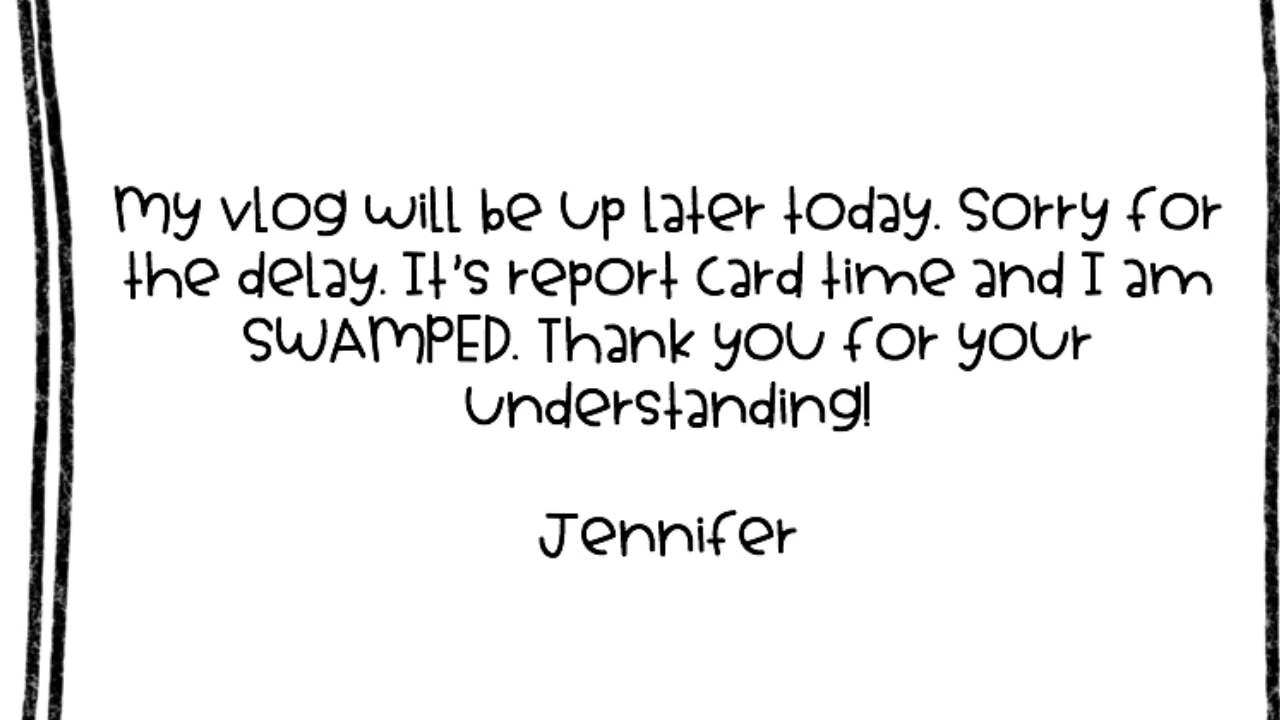 My vlog will be up later today. Sorry for
the delay. It's report card time and I am
SWAMPED. Thank you for your
understanding!
Jennifer